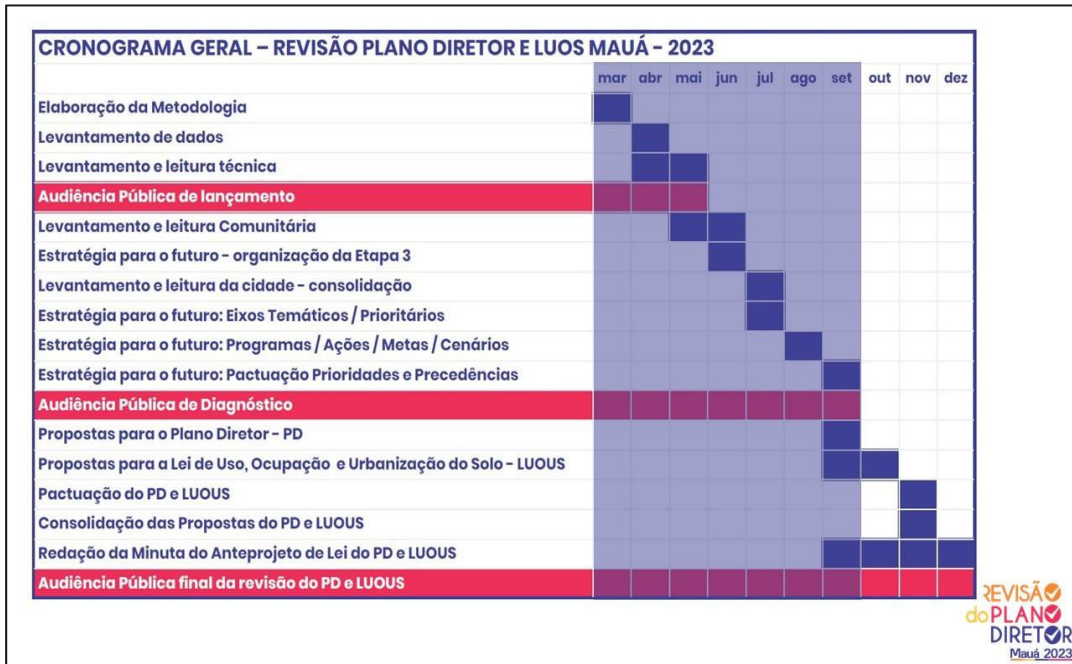 CRONOGRAMA GERAL – REVISÃO PLANO DIRETOR E LUOS MAUÁ - 2023
mar abr mai jun jul ago set out nov dez
Elaboração da Metodologia
Levantamento de dados
Levantamento e leitura técnica
Audiência Pública de lançamento
Levantamento e leitura Comunitária
Estratégia para o futuro - organização da Etapa 3
Levantamento e leitura da cidade - consolidação
Estratégia para o futuro: Eixos Temáticos / Prioritários
Estratégia para o futuro: Programas / Ações / Metas / Cenários
Estratégia para o futuro: Pactuação Prioridades e Precedências
Audiência Pública de Diagnóstico
Propostas para o Plano Diretor - PD
Propostas para a Lei de Uso, Ocupação e Urbanização do Solo - LUOUS
Pactuação do PD e LUOUS
Consolidação das Propostas do PD e LUOUS
Redação da Minuta do Anteprojeto de Lei do PD e LUOUS
Audiência Pública final da revisão do PD e LUOUS
REVISÃO
do PLANO
DIRETOR
Mauá 2023